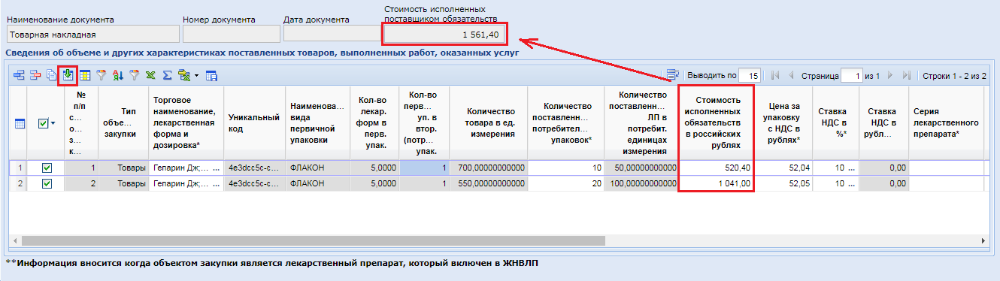 Стоимость исполненных
Наименование документа Номер документа Дата документа поставщиком обязательств
Товарная накладная 1 561,40
Сведения об объеме и других характеристиках поставленных товаров, выполненных работ, оказанных услуг
Выводить по 15 Страница 1 из 1 Строки 1 - 2 из 2
№ п/п с... о... з... к...
Тип объе... закупки
Торговое наименование, лекарственная форма и дозировка*
Уникальный код
Наименова... вида первичной упаковки
Кол-во лекар. форм в перв. упак.
Кол-во перв... уп. в втор. (потр... упак.
Количество товара в ед. измерения
Количество поставленн... потребител... упаковок*
Количество поставленн... ЛП в потребит. единицах измерения
Стоимость исполненных обязательств в российских рублях
Цена за упаковку с НДС в рублях*
Ставка НДС в %*
Ставка НДС в рубл...
Серия лекарственного препарата*
1 1 Товары Гепарин Дж;... ... 4e3dcc5c-c... ФЛАКОН 5,0000 1 700,00000000000 10 50,00000000000 520,40 52,04 10 ... 0,00
2 2 Товары Гепарин Дж;... ... 4e3dcc5c-c... ФЛАКОН 5,0000 1 550,00000000000 20 100,00000000000 1 041,00 52,05 10 ... 0,00
**Информация вносится когда объектом закупки является лекарственный препарат, который включен в ЖНВЛП